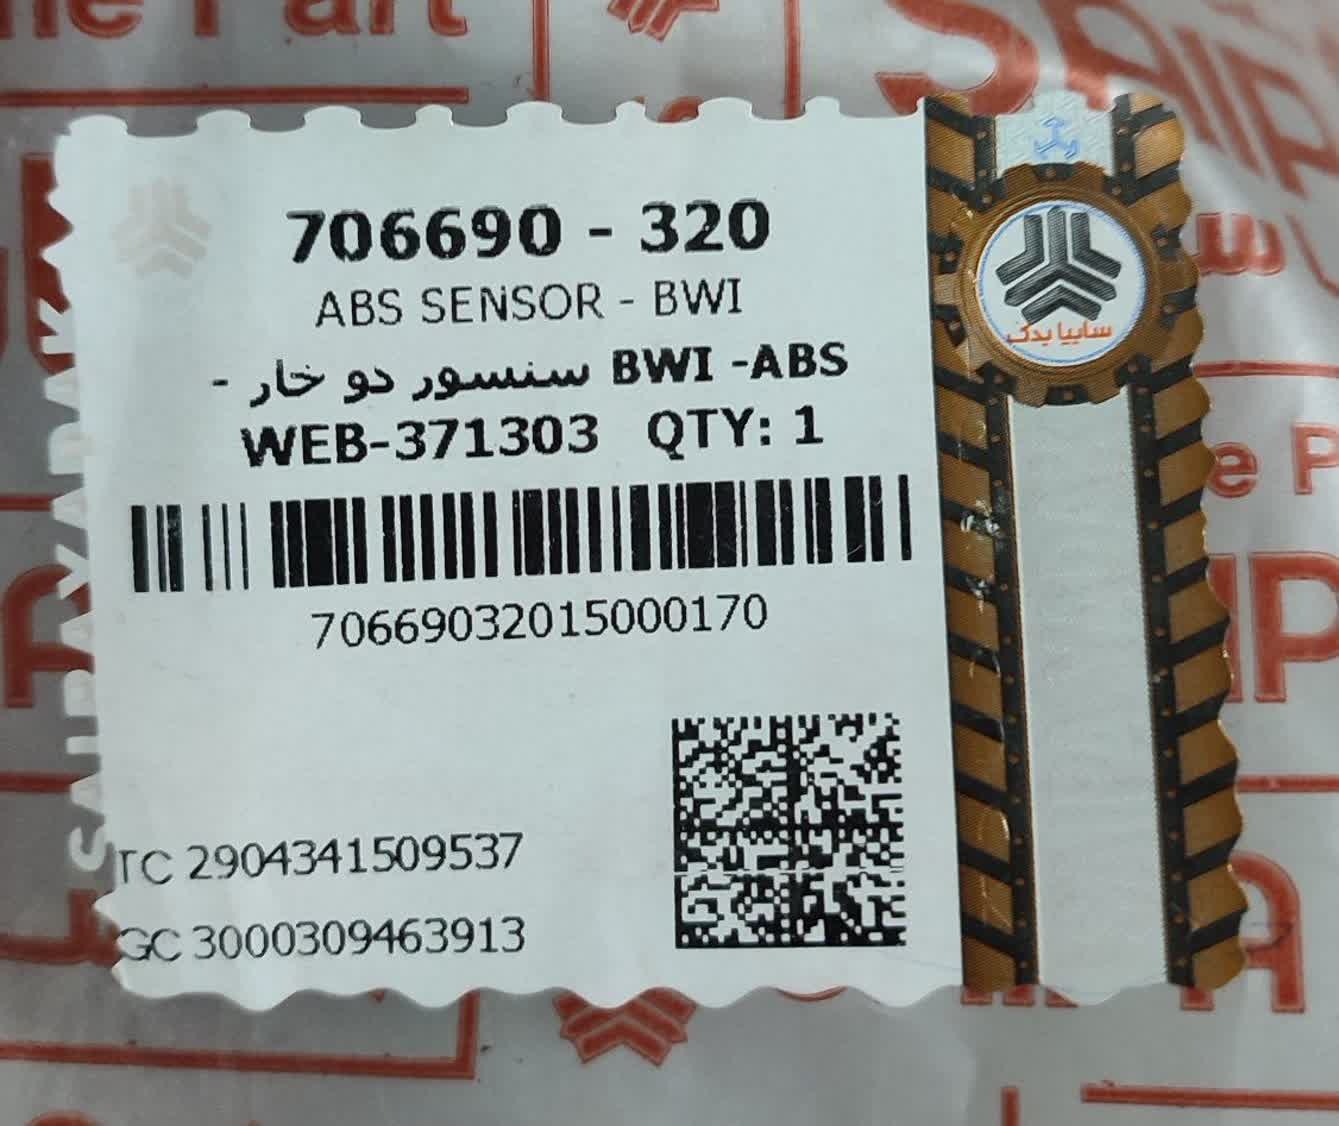 706690 - 320
ABS SENSOR - BWI
سنسور دو خار - BWI -ABS
WEB-371303 QTY: 1
70669032015000170
TC 2904341509537
GC 3000309463913
سایپا یدک
SAIPAYADAK